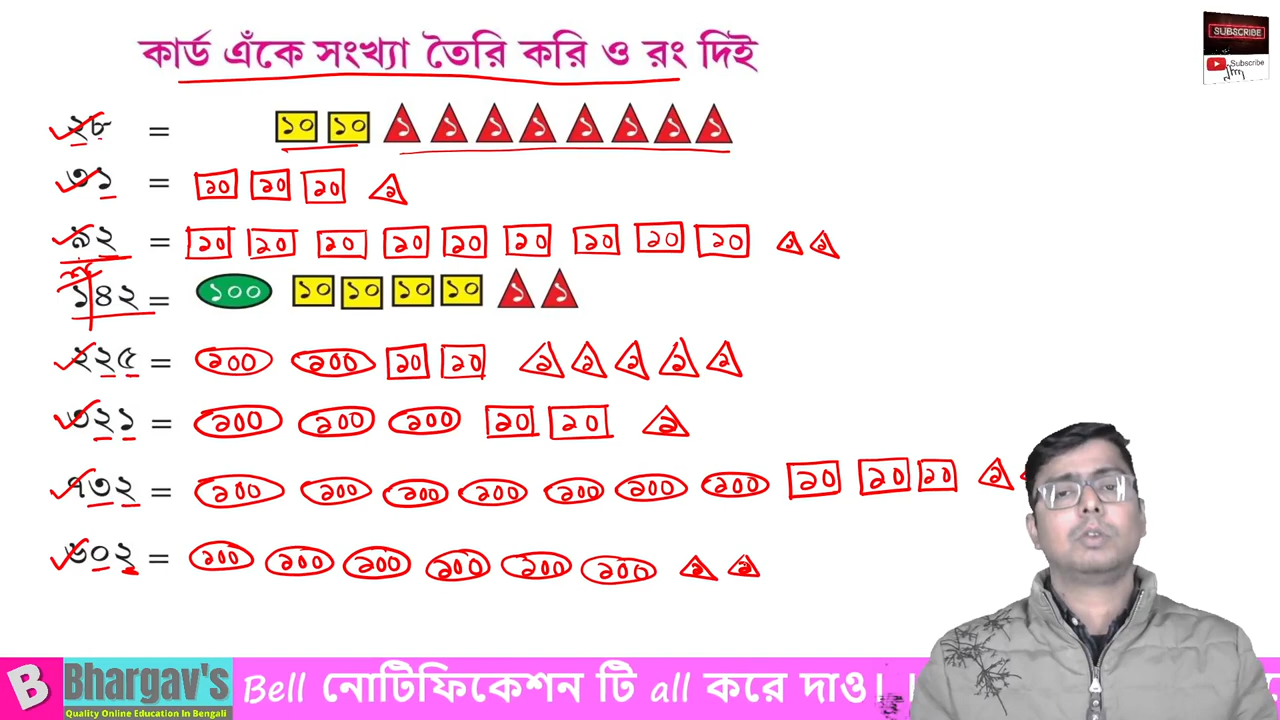 কার্ড এঁকে সংখ্যা তৈরি করি ও রং দিই
SUBSCRIBE
Subscribe
২৮ = ১০ ১০ ১ ১ ১ ১ ১ ১ ১ ১
৩১ = ১০ ১০ ১০ ১
৯২ = ১০ ১০ ১০ ১০ ১০ ১০ ১০ ১০ ১০ ১ ১
১৪২ = ১০০ ১০ ১০ ১০ ১০ ১ ১
২২৫ = ১০০ ১০০ ১০ ১০ ১ ১ ১ ১ ১
৩২১ = ১০০ ১০০ ১০০ ১০ ১০ ১
৭৩২ = ১০০ ১০০ ১০০ ১০০ ১০০ ১০০ ১০০ ১০ ১০ ১০ ১
৬০২ = ১০০ ১০০ ১০০ ১০০ ১০০ ১০০ ১ ১
B Bhargav's
Quality Online Education In Bengali
Bell নোটিফিকেশন টি all করে দাও।